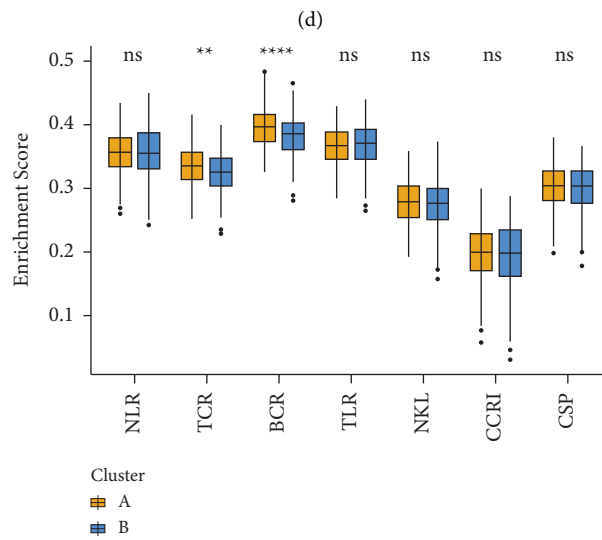 (d)
ns ** **** ns ns ns ns
Enrichment Score
0.5
0.4
0.3
0.2
0.1
NLR TCR BCR TLR NKL CCRI CSP
Cluster
A
B